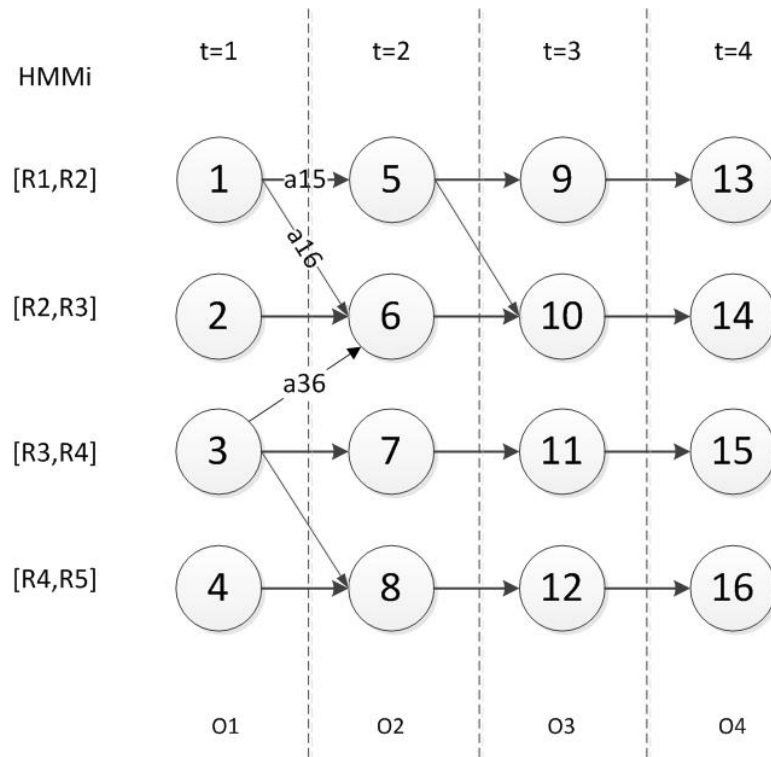 t=1 t=2 t=3 t=4
HMMi
[R1,R2] 1 a15 5 9 13
a16
[R2,R3] 2 6 10 14
a36
[R3,R4] 3 7 11 15
[R4,R5] 4 8 12 16
O1 O2 O3 O4